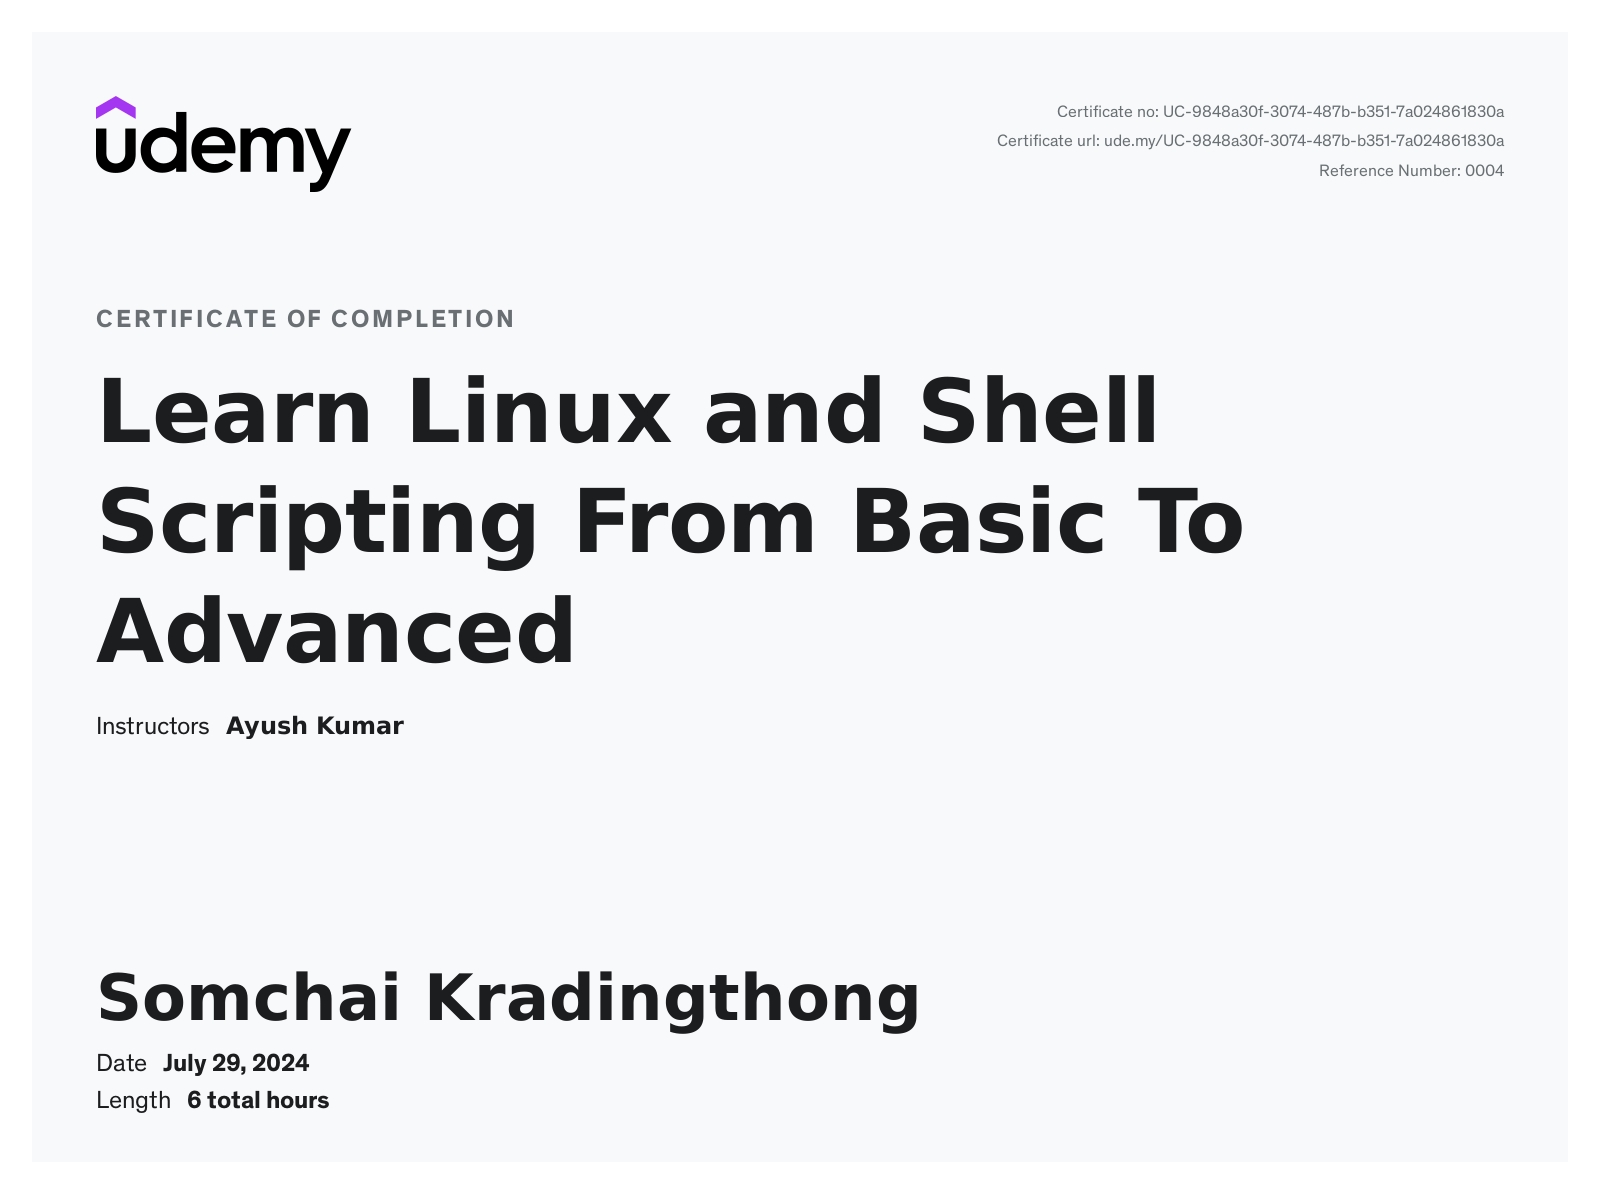 udemy
Certificate no: UC-9848a30f-3074-487b-b351-7a024861830a
Certificate url: ude.my/UC-9848a30f-3074-487b-b351-7a024861830a
Reference Number: 0004
CERTIFICATE OF COMPLETION
Learn Linux and Shell
Scripting From Basic To
Advanced
Instructors Ayush Kumar
Somchai Kradingthong
Date July 29, 2024
Length 6 total hours